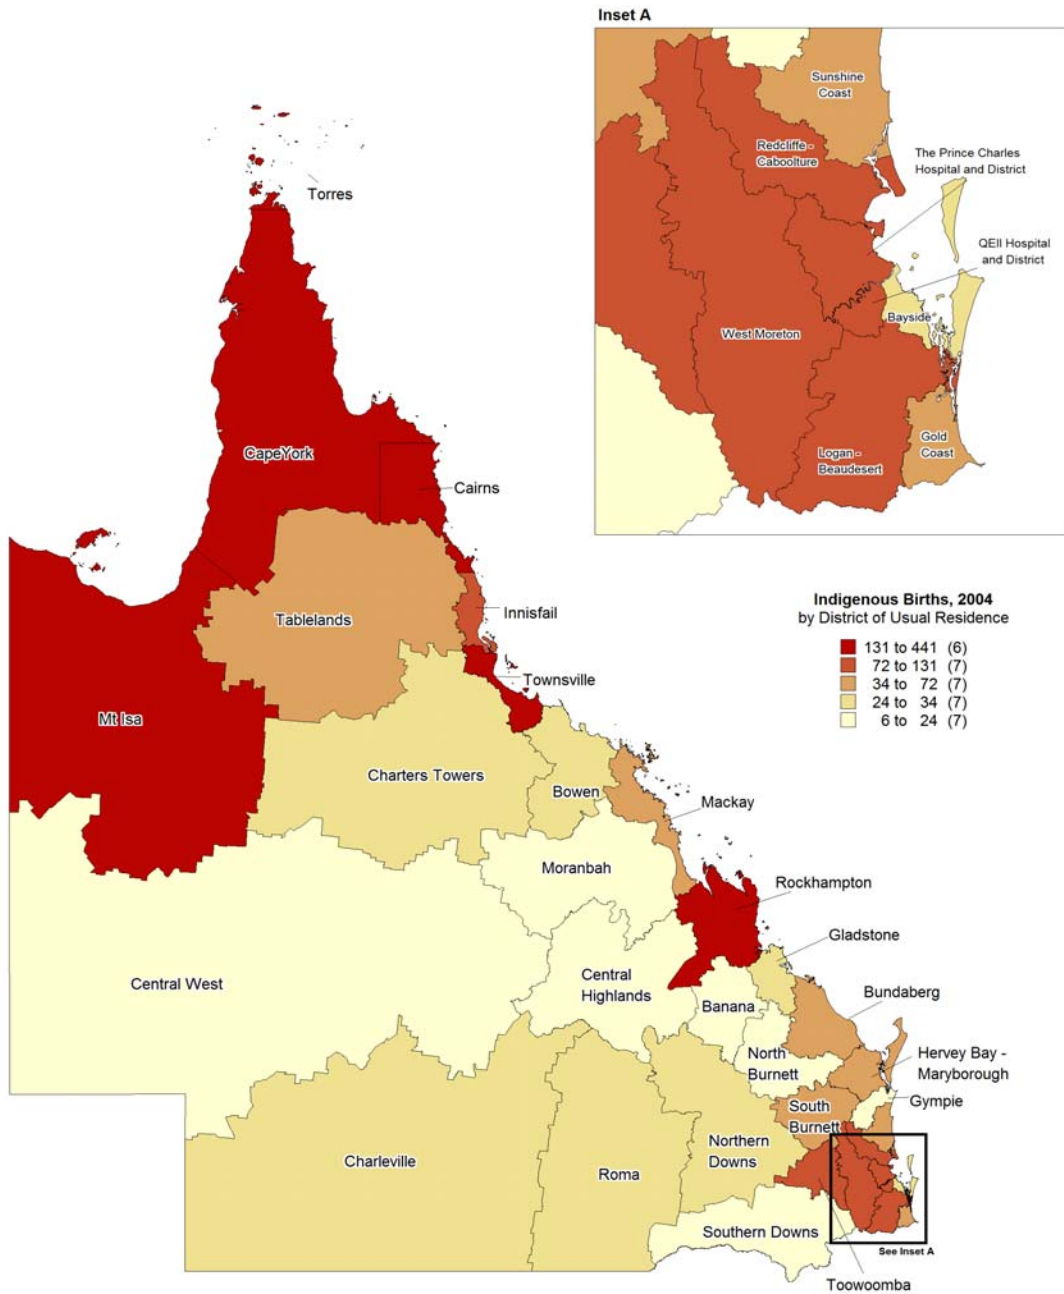 Inset A
Sunshine
Coast
Redcliffe -
Caboolture
The Prince Charles
Hospital and District
QEII Hospital
and District
Bayside
West Moreton
Logan -
Beaudesert
Gold
Coast
Torres
CapeYork
Cairns
Tablelands
Innisfail
Townsville
Mt Isa
Charters Towers
Bowen
Mackay
Moranbah
Rockhampton
Gladstone
Central West
Central
Highlands
Banana
Bundaberg
North
Burnett
Hervey Bay -
Maryborough
Gympie
South
Burnett
Northern
Downs
Charleville
Roma
Southern Downs
See Inset A
Toowoomba
Indigenous Births, 2004
by District of Usual Residence
131 to 441 (6)
72 to 131 (7)
34 to 72 (7)
24 to 34 (7)
6 to 24 (7)